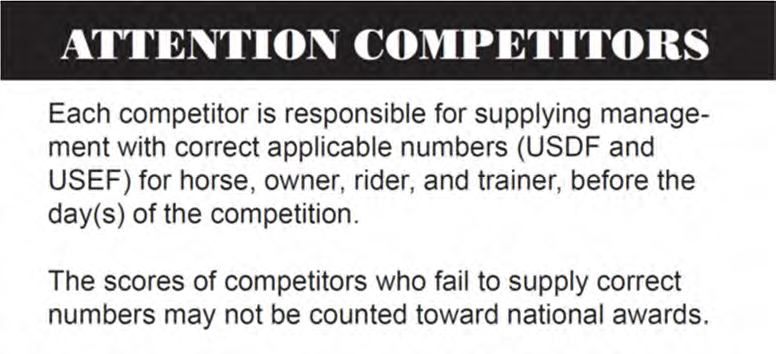 ATTENTION COMPETITORS
Each competitor is responsible for supplying manage-
ment with correct applicable numbers (USDF and
USEF) for horse, owner, rider, and trainer, before the
day(s) of the competition.
The scores of competitors who fail to supply correct
numbers may not be counted toward national awards.